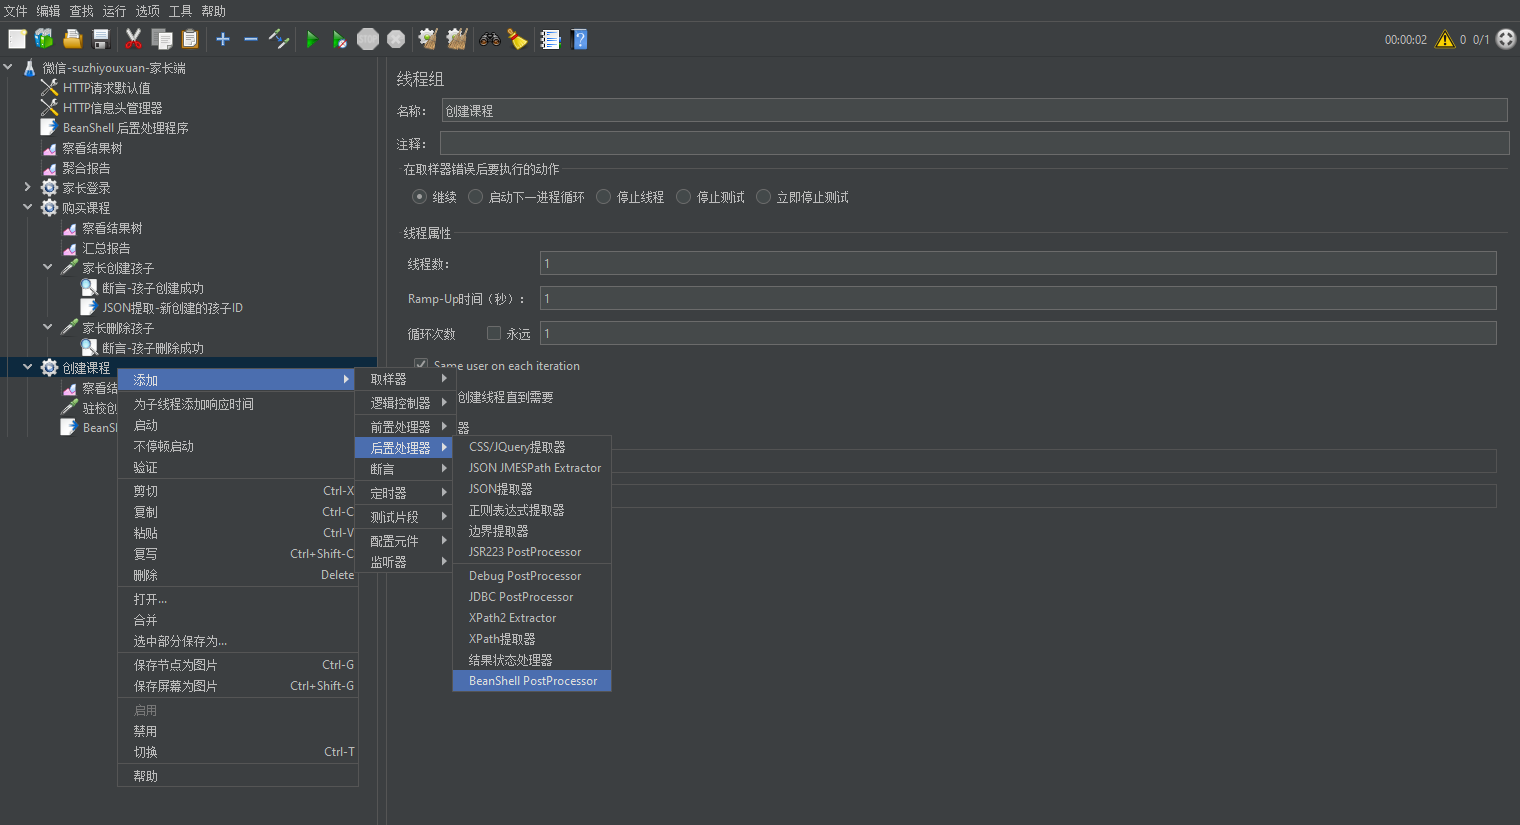 文件 编辑 查找 运行 选项 工具 帮助
00:00:02 0 0/1
微信-suzhiyouxuan-家长端
HTTP请求默认值
HTTP信息头管理器
BeanShell 后置处理程序
察看结果树
聚合报告
家长登录
购买课程
察看结果树
汇总报告
家长创建孩子
断言-孩子创建成功
JSON提取-新创建的孩子ID
家长删除孩子
断言-孩子删除成功
创建课程
察看结
驻校创
BeanS
线程组
名称： 创建课程
注释：
在取样器错误后要执行的动作
继续 启动下一进程循环 停止线程 停止测试 立即停止测试
线程属性
线程数： 1
Ramp-Up时间（秒）： 1
循环次数 永远 1
Same user on each iteration
创建线程直到需要
器
添加
为子线程添加响应时间
启动
不停顿启动
验证
剪切 Ctrl-X
复制 Ctrl-C
粘贴 Ctrl-V
复写 Ctrl+Shift-C
删除 Delete
打开...
合并
选中部分保存为...
保存节点为图片 Ctrl-G
保存屏幕为图片 Ctrl+Shift-G
启用
禁用
切换 Ctrl-T
帮助
取样器
逻辑控制器
前置处理器
后置处理器
断言
定时器
测试片段
配置元件
监听器
CSS/JQuery提取器
JSON JMESPath Extractor
JSON提取器
正则表达式提取器
边界提取器
JSR223 PostProcessor
Debug PostProcessor
JDBC PostProcessor
XPath2 Extractor
XPath提取器
结果状态处理器
BeanShell PostProcessor